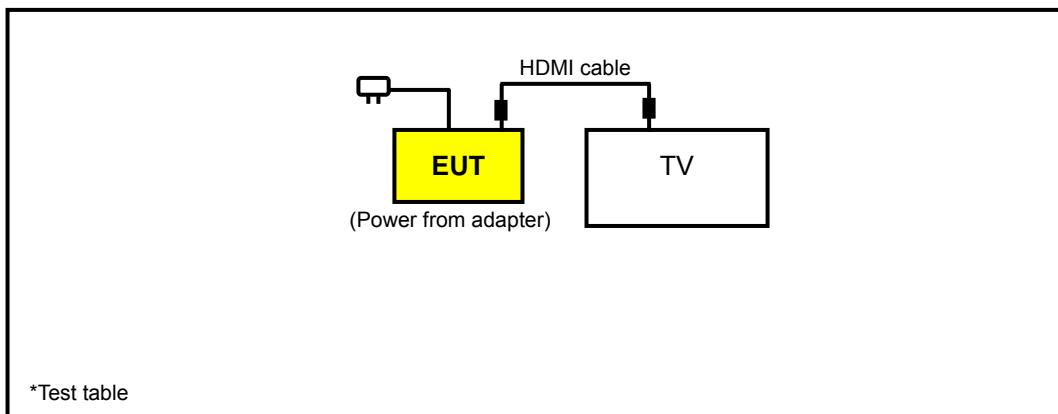 HDMI cable
EUT
TV
(Power from adapter)
*Test table